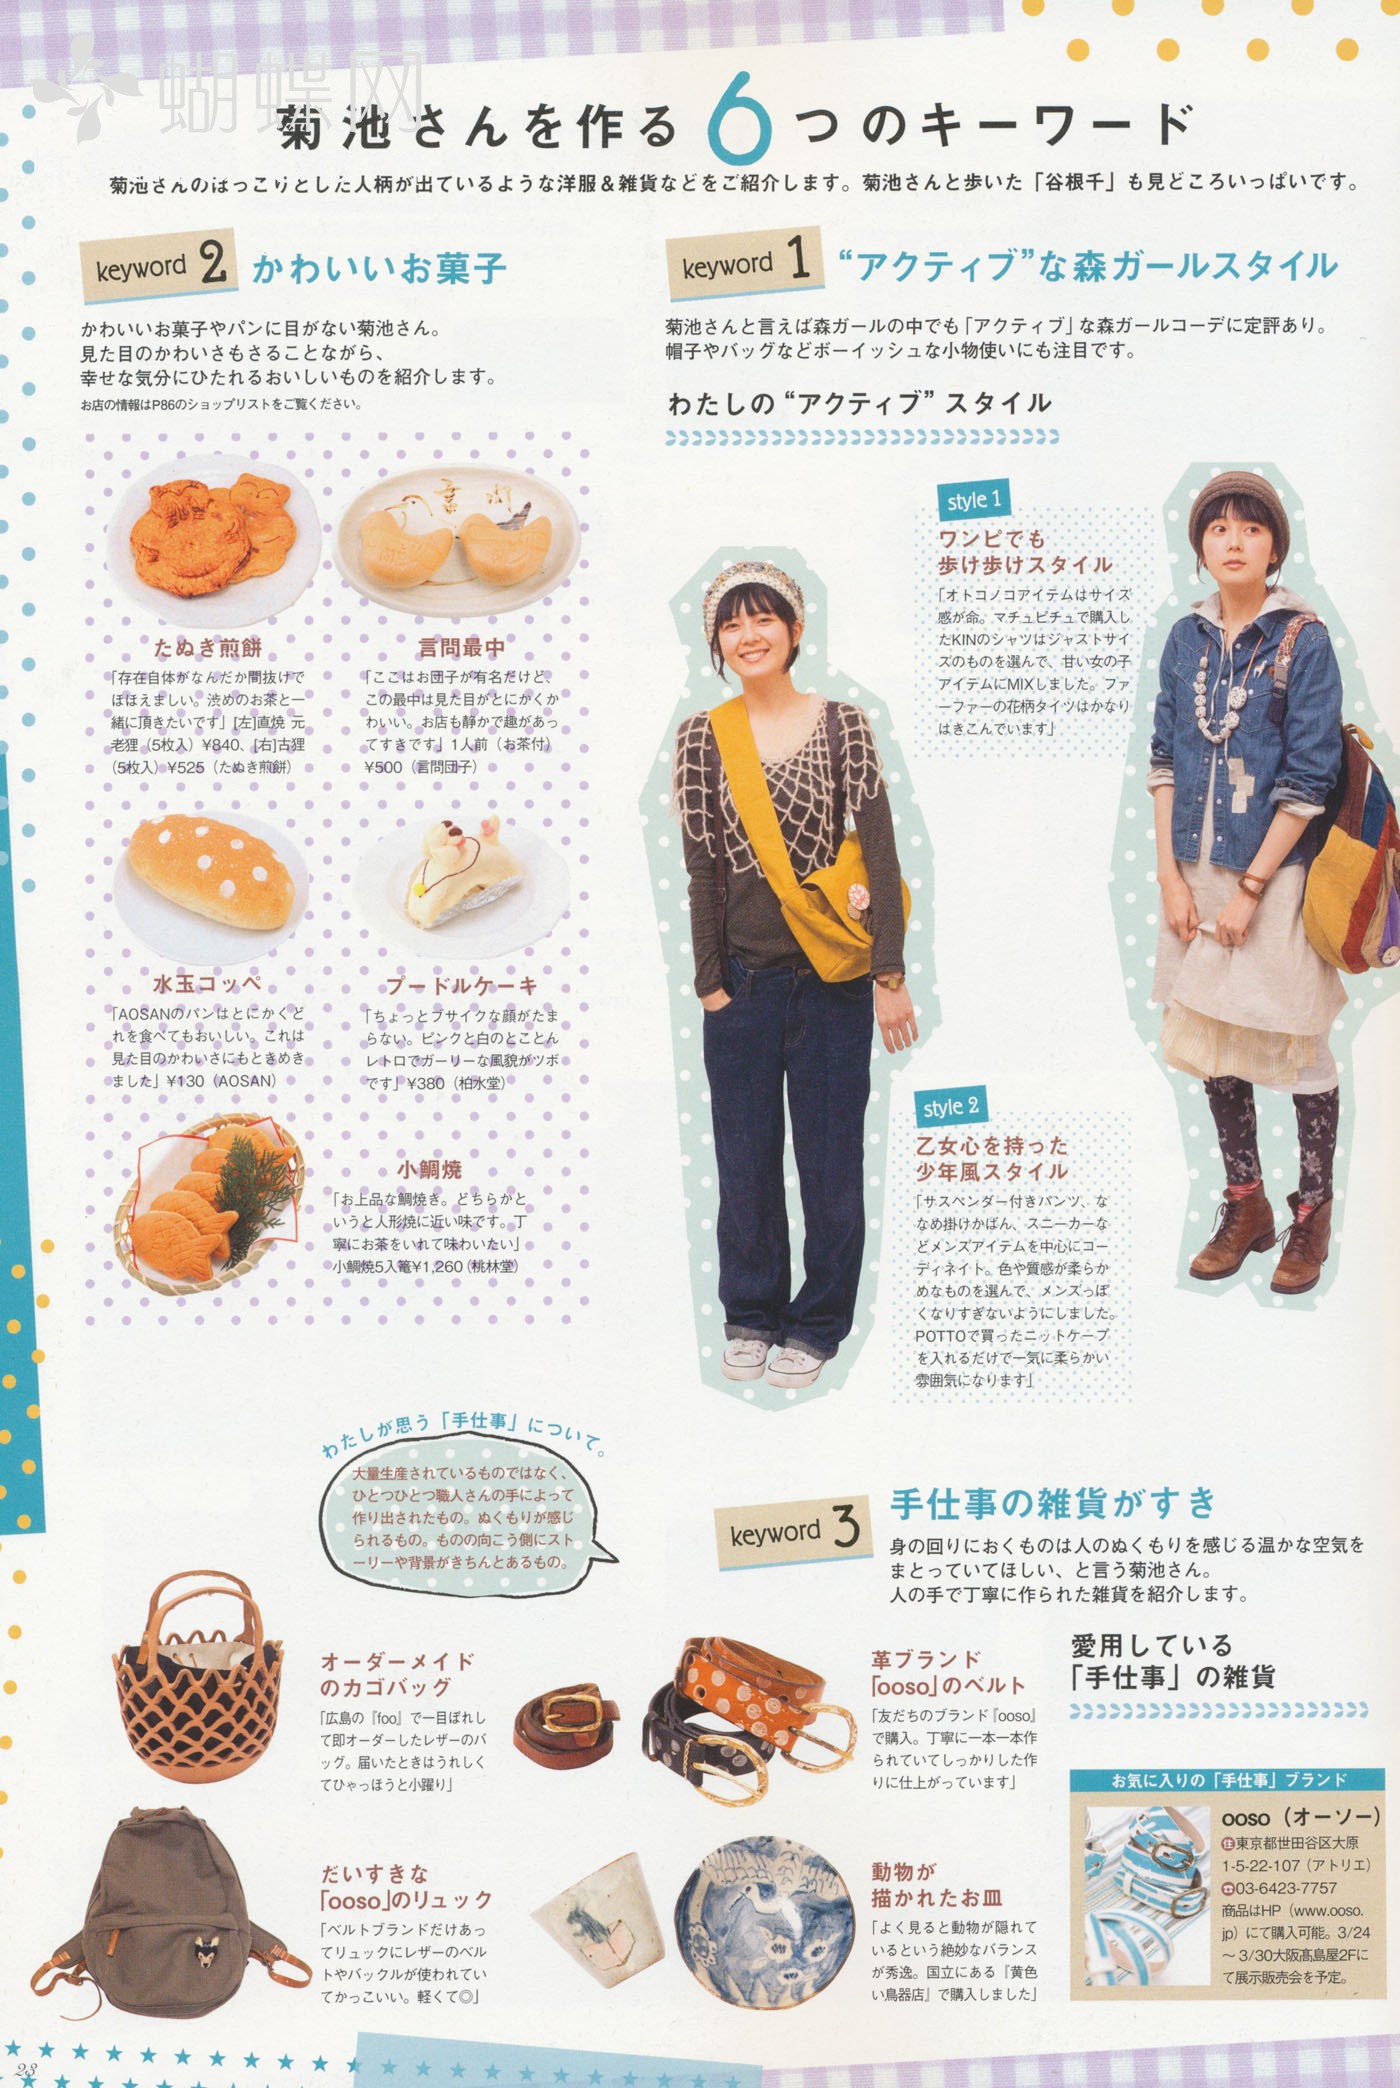 蝴蝶网
菊池さんを作る6つのキーワード
菊池さんのほっこりとした人柄が出ているような洋服＆雑貨などをご紹介します。菊池さんと歩いた「谷根千」も見どころいっぱいです。
keyword 1 “アクティブ”な森ガールスタイル
菊池さんと言えば森ガールの中でも「アクティブ」な森ガールコーデに定評あり。
帽子やバッグなどボーイッシュな小物使いにも注目です。
わたしの“アクティブ”スタイル
style 1
ワンピでも
歩け歩けスタイル
「オトコノコアイテムはサイズ
感が命。マチュピチュで購入し
たKINのシャツはジャストサイ
ズのものを選んで、甘い女の子
アイテムにMIXしました。ファ
ーファーの花柄タイツはかなり
はきこんでいます」
style 2
乙女心を持った
少年風スタイル
「サスペンダー付きパンツ、な
なめ掛けかばん、スニーカーな
どメンズアイテムを中心にコー
ディネイト。色や質感が柔らか
めなものを選んで、メンズっぽ
くなりすぎないようにしました。
POTTOで買ったニットケープ
を入れるだけで一気に柔らかい
雰囲気になります」
keyword 2 かわいいお菓子
かわいいお菓子やパンに目がない菊池さん。
見た目のかわいさもさることながら、
幸せな気分にひたれるおいしいものを紹介します。
お店の情報はP86のショップリストをご覧ください。
たぬき煎餅
「存在自体がなんだか間抜けで
ほほえましい。渋めのお茶と一
緒に頂きたいです」[左]直焼 元
老狸（5枚入）¥840、[右]古狸
（5枚入）¥525（たぬき煎餅）
言問
言問最中
「ここはお団子が有名だけど、
この最中は見た目がとにかくか
わいい。お店も静かで趣があっ
てすきです」1人前（お茶付）
¥500（言問団子）
水玉コッペ
「AOSANのパンはとにかくど
れを食べてもおいしい。これは
見た目のかわいさにもときめき
ました」¥130（AOSAN）
プードルケーキ
「ちょっとブサイクな顔がたま
らない。ピンクと白のとことん
レトロでガーリーな風貌がツボ
です」¥380（柏水堂）
小鯛焼
「お上品な鯛焼き。どちらかと
いうと人形焼に近い味です。丁
寧にお茶をいれて味わいたい」
小鯛焼5入篭¥1,260（桃林堂）
わたしが思う「手仕事」について。
大量生産されているものではなく、
ひとつひとつ職人さんの手によって
作り出されたもの。ぬくもりが感じ
られるもの。ものの向こう側にスト
ーリーや背景がきちんとあるもの。
keyword 3 手仕事の雑貨がすき
身の回りにおくものは人のぬくもりを感じる温かな空気を
まとっていてほしい、と言う菊池さん。
人の手で丁寧に作られた雑貨を紹介します。
愛用している
「手仕事」の雑貨
オーダーメイド
のカゴバッグ
「広島の『foo』で一目ぼれし
て即オーダーしたレザーのバ
ッグ。届いたときはうれしく
てひゃっほうと小躍り」
革ブランド
「ooso」のベルト
「友だちのブランド『ooso』
で購入。丁寧に一本一本作
られていてしっかりした作
りに仕上がっています」
だいすきな
「ooso」のリュック
「ベルトブランドだけあっ
てリュックにレザーのベル
トやバックルが使われてい
てかっこいい。軽くて◎」
動物が
描かれたお皿
「よく見ると動物が隠れて
いるという絶妙なバランス
が秀逸。国立にある『黄色
い鳥器店』で購入しました」
お気に入りの「手仕事」ブランド
ooso（オーソー）
住東京都世田谷区大原
1-5-22-107（アトリエ）
☎03-6423-7757
商品はHP（www.ooso.
jp）にて購入可能。3/24
～3/30大阪髙島屋2Fに
て展示販売会を予定。
23